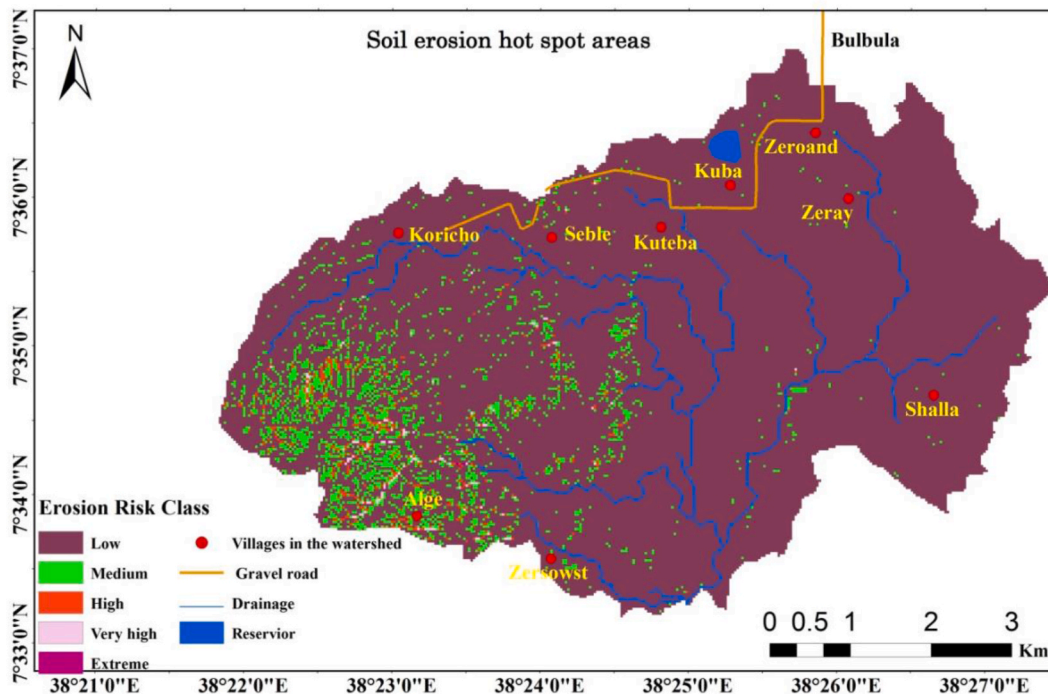 Soil erosion hot spot areas
N
Bulbula
Zeroand
Kuba
Zeray
Koricho
Seble
Kuteba
Shalla
Alge
Zersowst
Erosion Risk Class
Low
Medium
High
Very high
Extreme
Villages in the watershed
Gravel road
Drainage
Reservior
0 0.5 1 2 3
Km
7°37'0"N
7°36'0"N
7°35'0"N
7°34'0"N
7°33'0"N
38°21'0"E 38°22'0"E 38°23'0"E 38°24'0"E 38°25'0"E 38°26'0"E 38°27'0"E